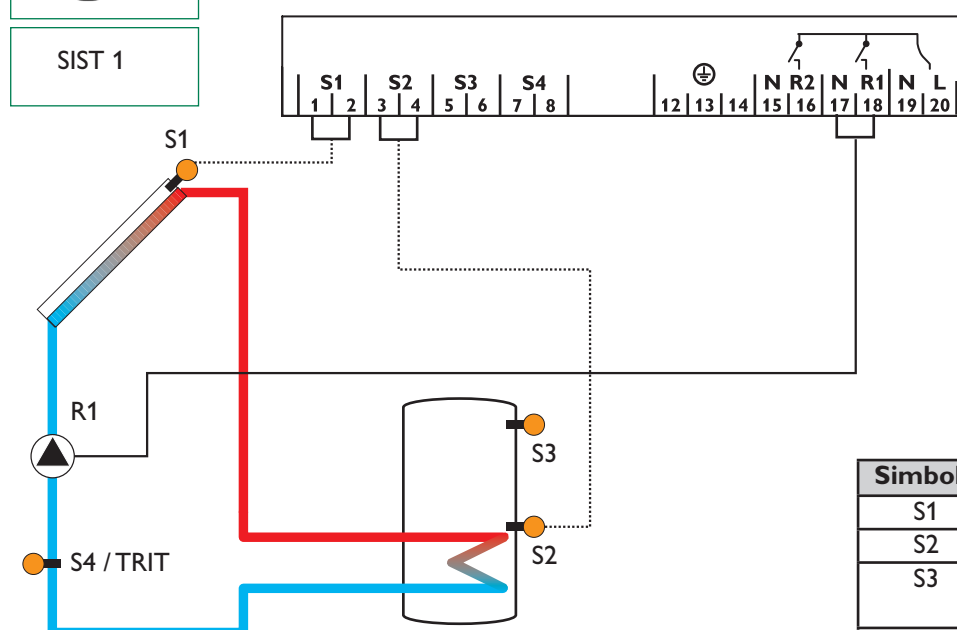 SIST 1
S1 S2 S3 S4 N R2 N R1 N L
1 2 3 4 5 6 7 8 12 13 14 15 16 17 18 19 20
S1
R1
S3
S2
S4 / TRIT
Simbol
S1
S2
S3